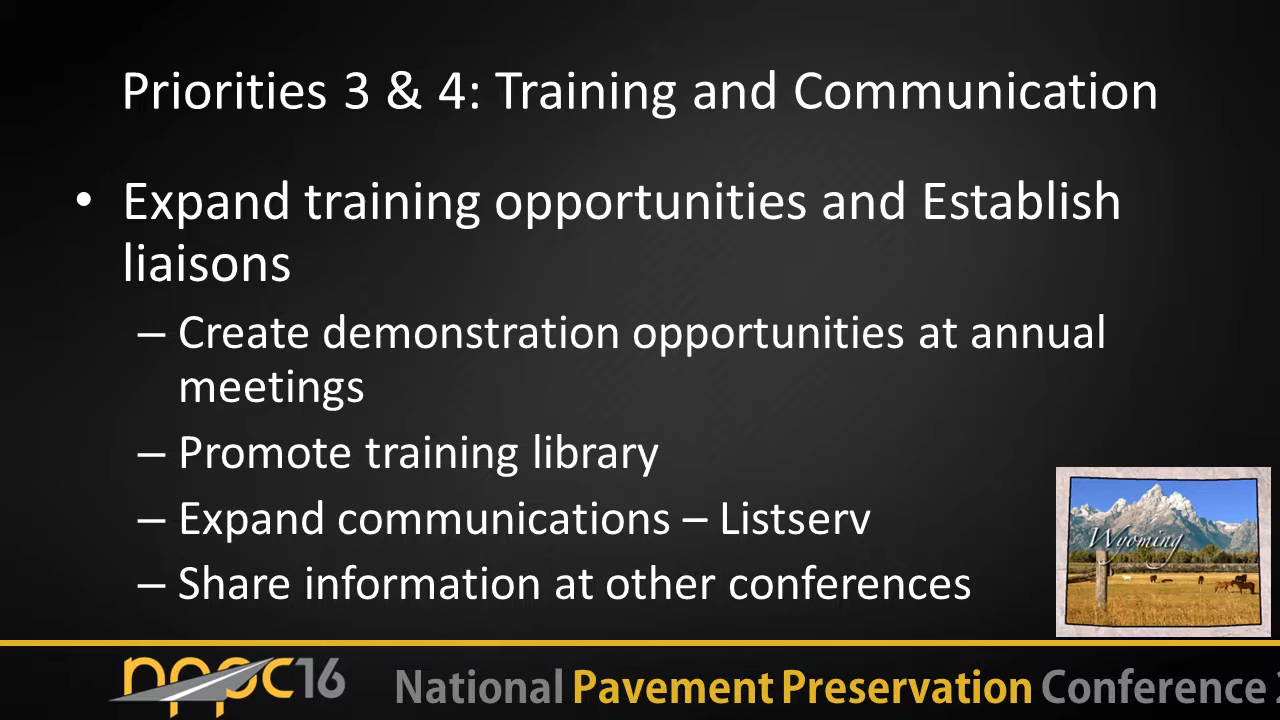 Priorities 3 & 4: Training and Communication
• Expand training opportunities and Establish
liaisons
– Create demonstration opportunities at annual
meetings
– Promote training library
– Expand communications – Listserv
– Share information at other conferences
Wyoming
nppc16
National Pavement Preservation Conference